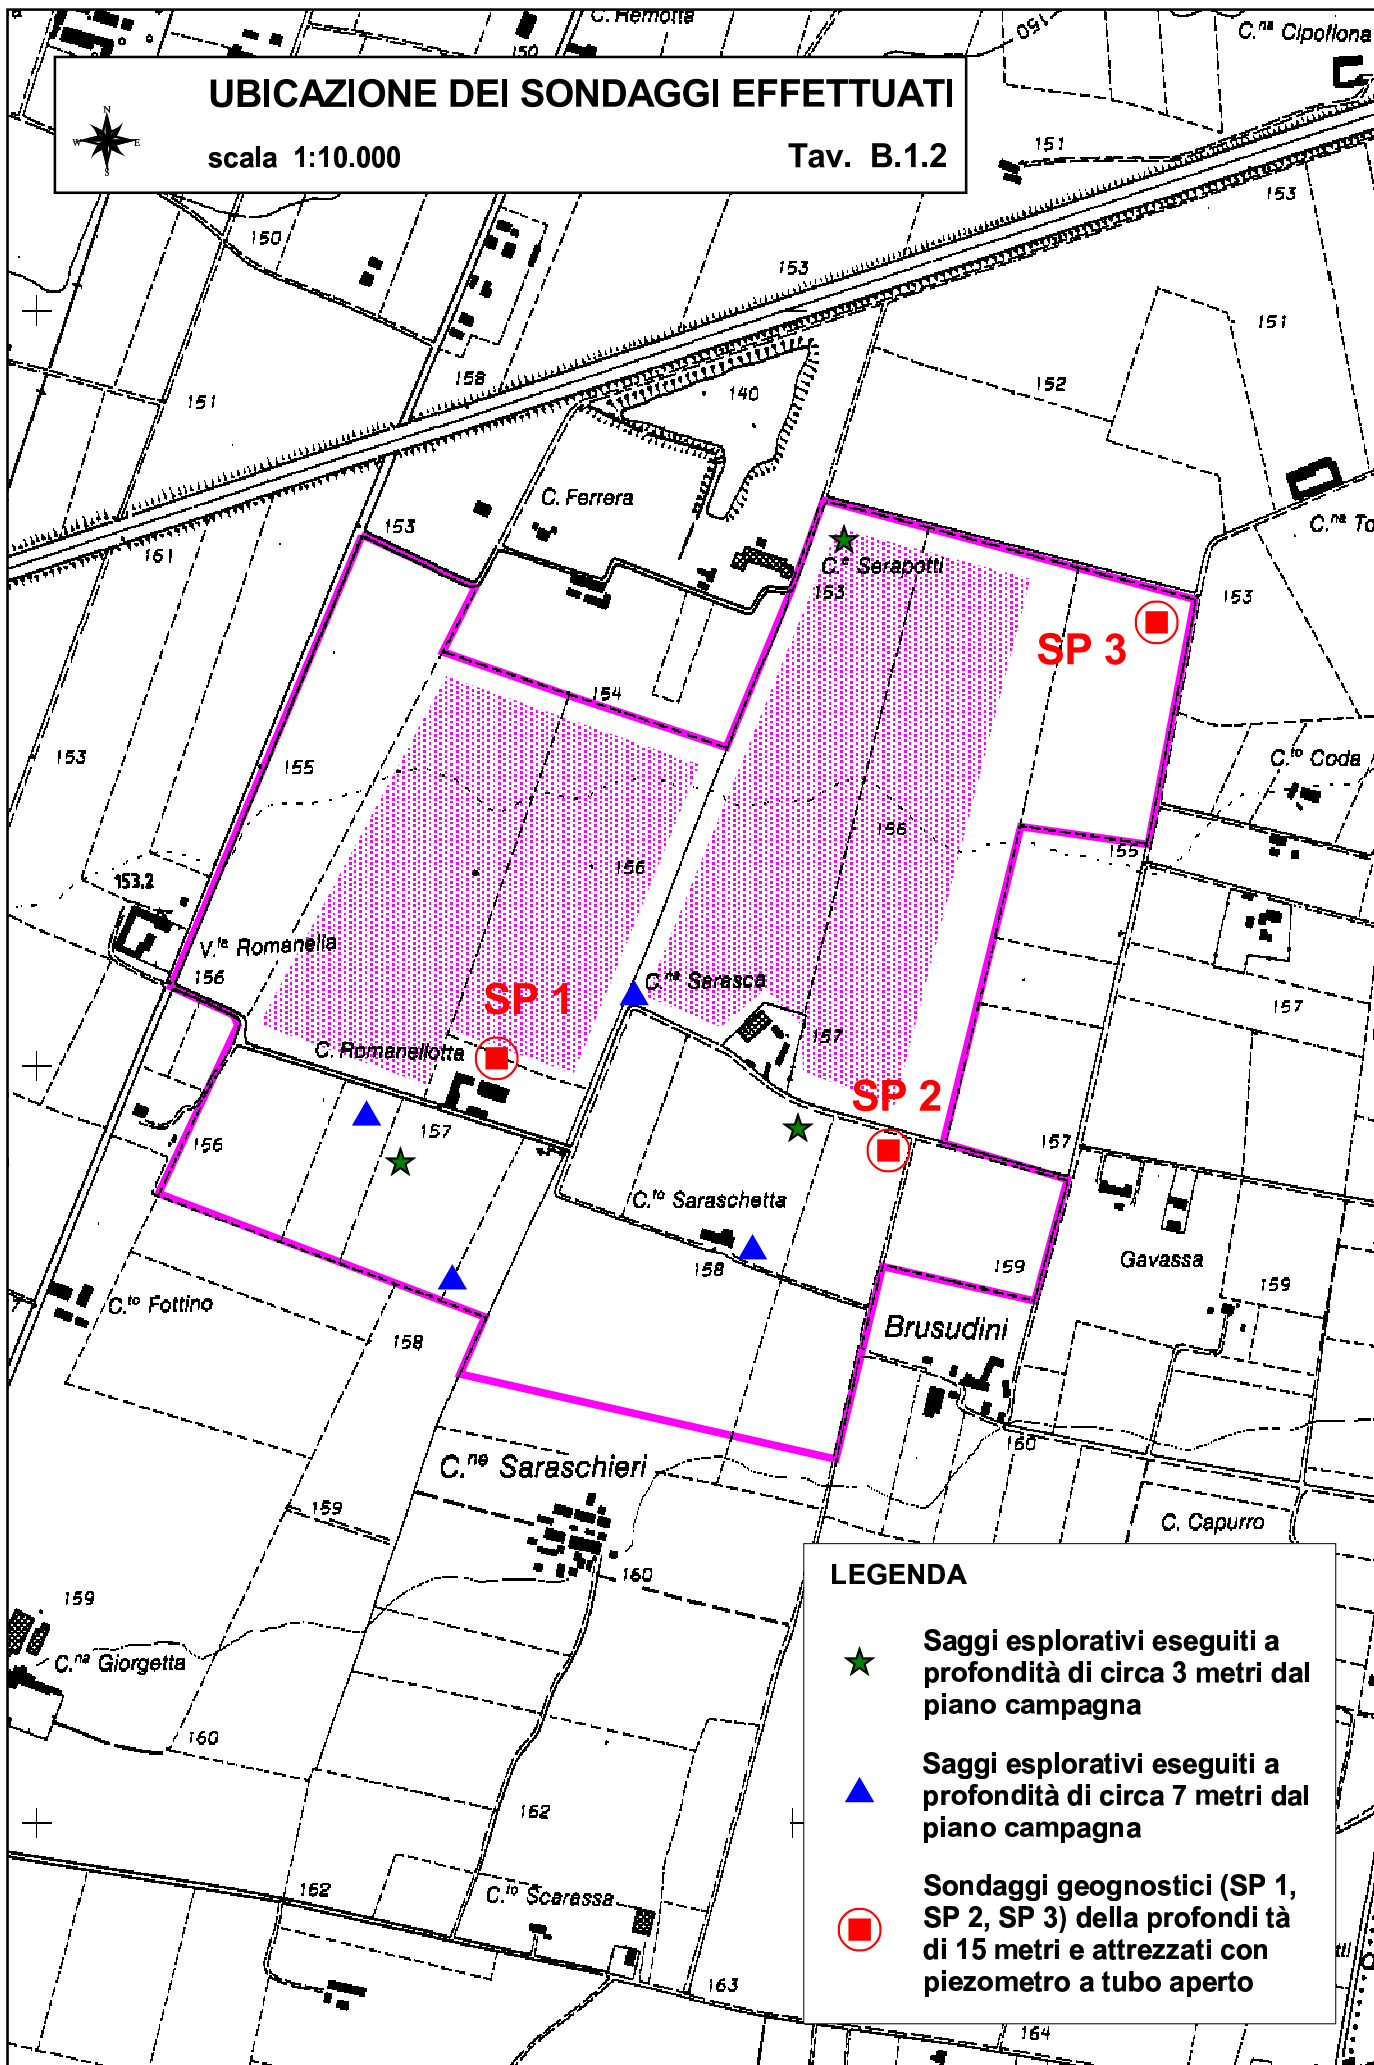 C. Remotta
150
150
C.na Cipollona
UBICAZIONE DEI SONDAGGI EFFETTUATI
N
W E
S
scala 1:10.000
Tav. B.1.2
151
153
150
153
151
158
152
140
151
C. Ferrera
153
161
C.na To
C.e Serapotti
153
153
SP 3
154
153
155
C.to Coda
156
156
155
153.2
V.la Romanella
156
C.na Sarasca
SP 1
157
157
C. Romanellotta
SP 2
157
156
157
C.to Saraschetta
158
159
Gavassa
159
C.to Fottino
Brusudini
158
160
C.ne Saraschieri
159
C. Capurro
160
159
C.na Giorgetta
160
162
162
C.to Scarassa
163
164
LEGENDA
Saggi esplorativi eseguiti a
profondità di circa 3 metri dal
piano campagna
Saggi esplorativi eseguiti a
profondità di circa 7 metri dal
piano campagna
Sondaggi geognostici (SP 1,
SP 2, SP 3) della profondi tà
di 15 metri e attrezzati con
piezometro a tubo aperto